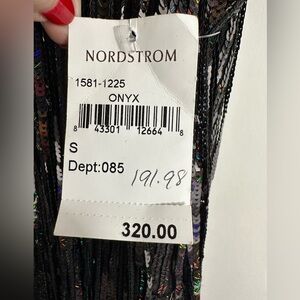 NORDSTROM
1581-1225
ONYX
8 43301 12664 8
S
Dept:085
191.98
320.00